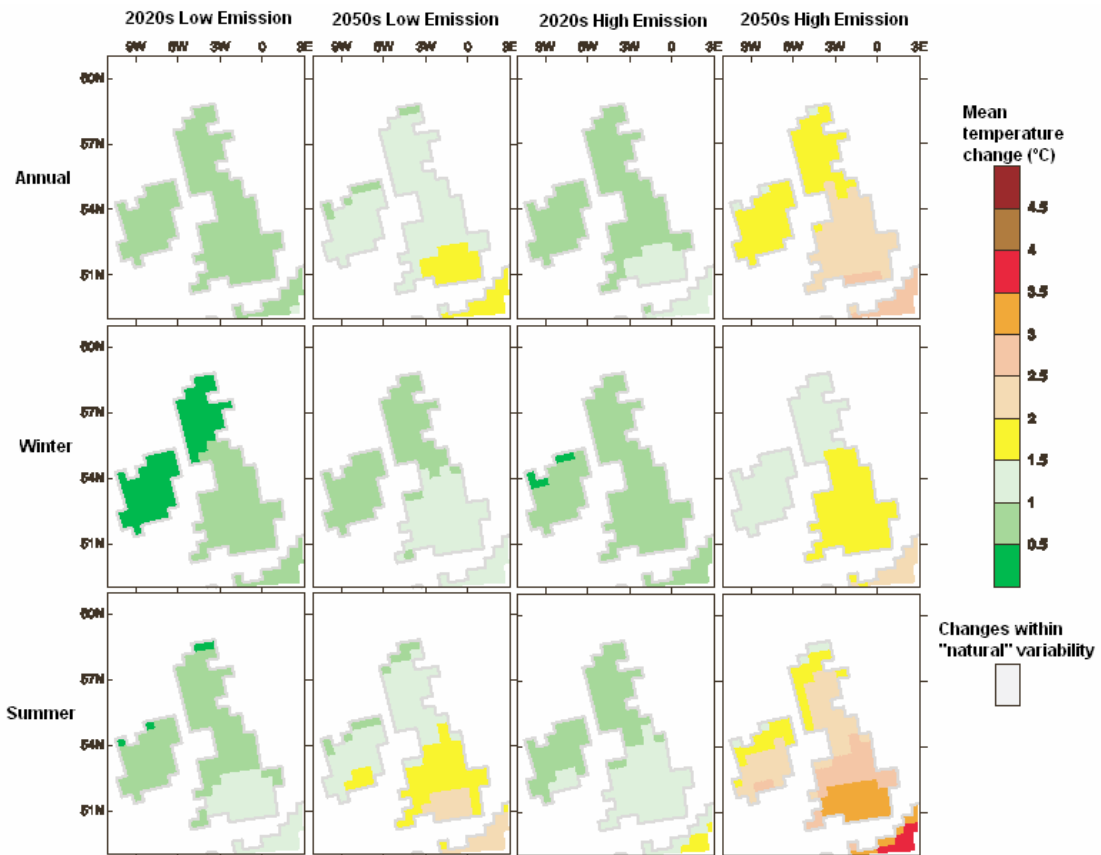 2020s Low Emission 2050s Low Emission 2020s High Emission 2050s High Emission
9W 6W 3W 0 9W 6W 3W 0 9W 6W 3W 0 9W 6W 3W 0 3E
60N
57N
Annual
54N
51N
60N
57N
Winter
54N
51N
60N
57N
Summer
54N
51N
Mean
temperature
change (°C)
4.5
4
3.5
3
2.5
2
1.5
1
0.5
Changes within
"natural" variability